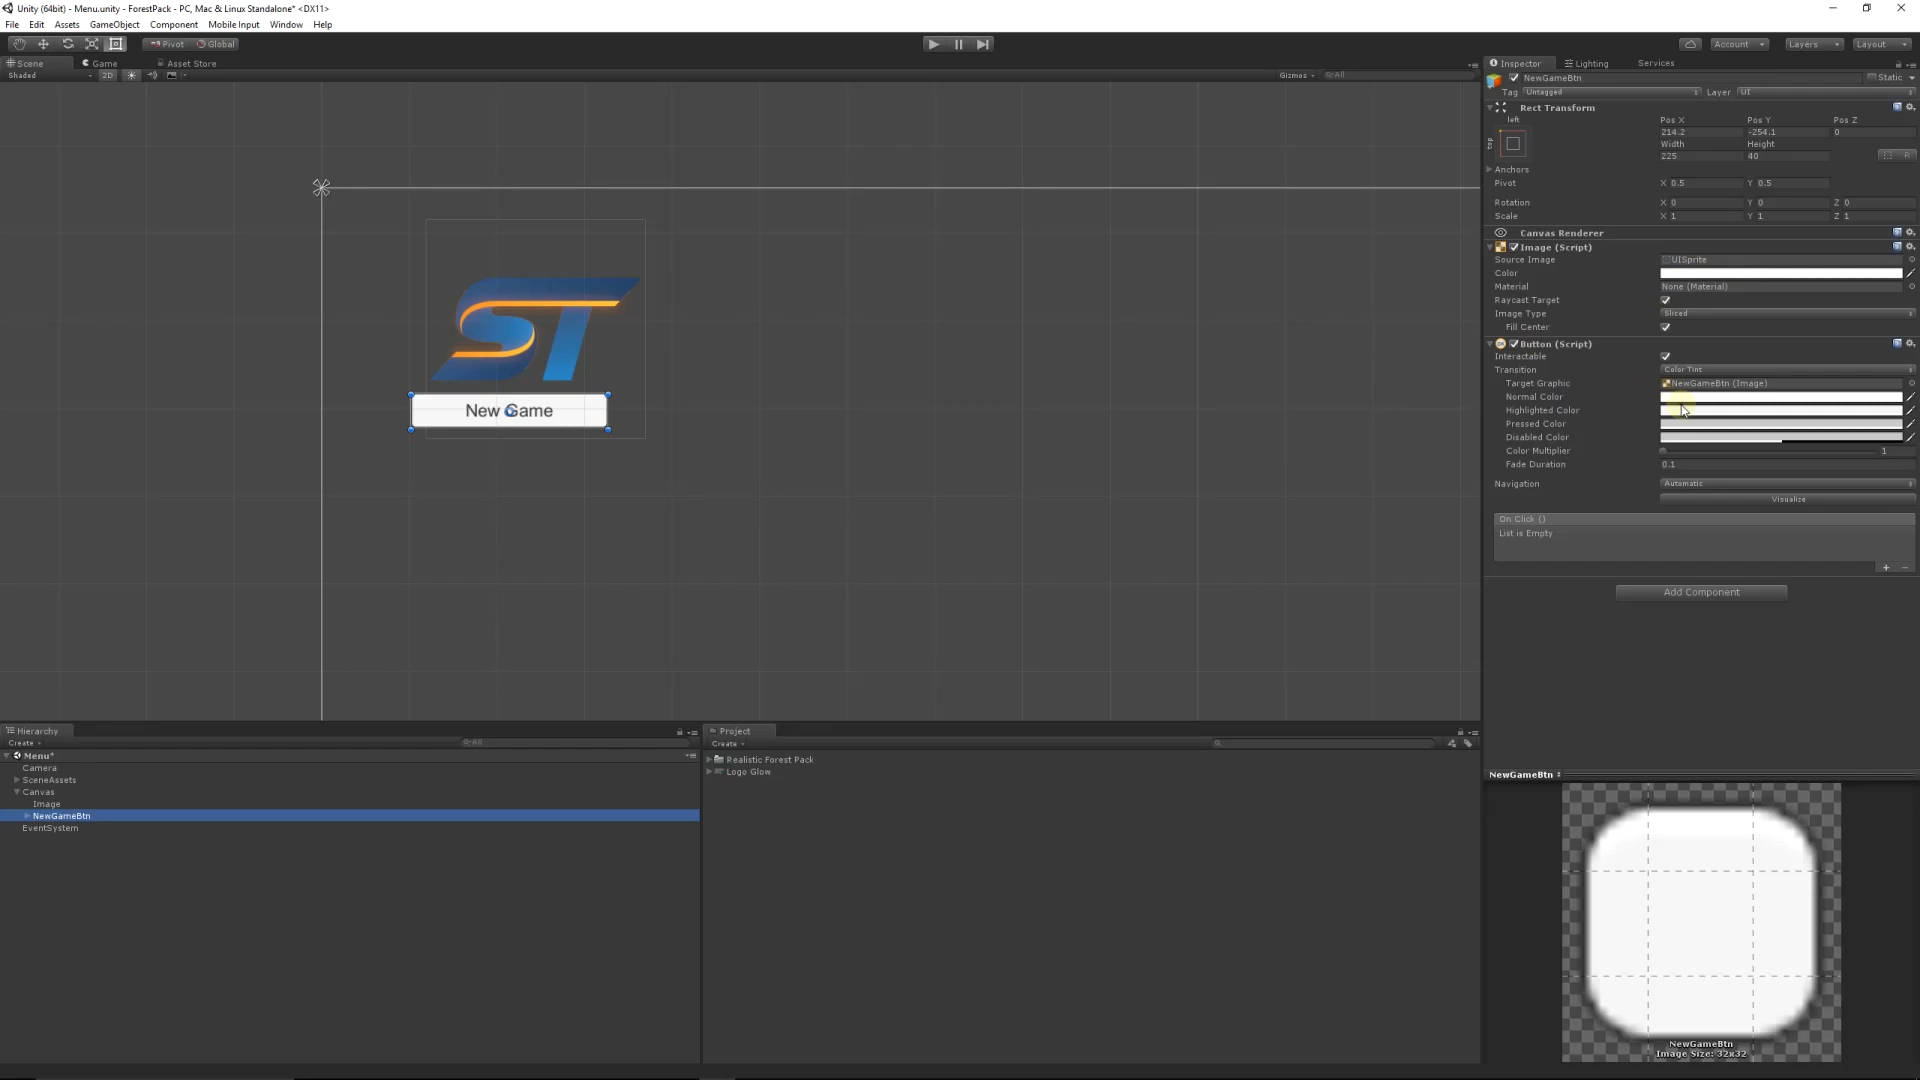 Unity (64bit) - Menu.unity - ForestPack - PC, Mac & Linux Standalone* <DX11>
File Edit Assets GameObject Component Mobile Input Window Help
Pivot Global Account Layers Layout
Scene Game Asset Store
Shaded 2D Gizmos All
ST
New Game
Inspector Lighting Services
NewGameBtn Static
Tag Untagged Layer UI
Rect Transform
left
top
Pos X Pos Y Pos Z
214.2 -254.1 0
Width Height
225 40
R
Anchors
Pivot X 0.5 Y 0.5
Rotation X 0 Y 0 Z 0
Scale X 1 Y 1 Z 1
Canvas Renderer
Image (Script)
Source Image UISprite
Color
Material None (Material)
Raycast Target
Image Type Sliced
Fill Center
Button (Script)
Interactable
Transition Color Tint
Target Graphic NewGameBtn (Image)
Normal Color
Highlighted Color
Pressed Color
Disabled Color
Color Multiplier 1
Fade Duration 0.1
Navigation Automatic
Visualize
On Click ()
List is Empty
+ -
Add Component
Hierarchy
Create All
Menu*
Camera
SceneAssets
Canvas
Image
NewGameBtn
EventSystem
Project
Create
Realistic Forest Pack
Logo Glow
NewGameBtn
NewGameBtn
Image Size: 32x32